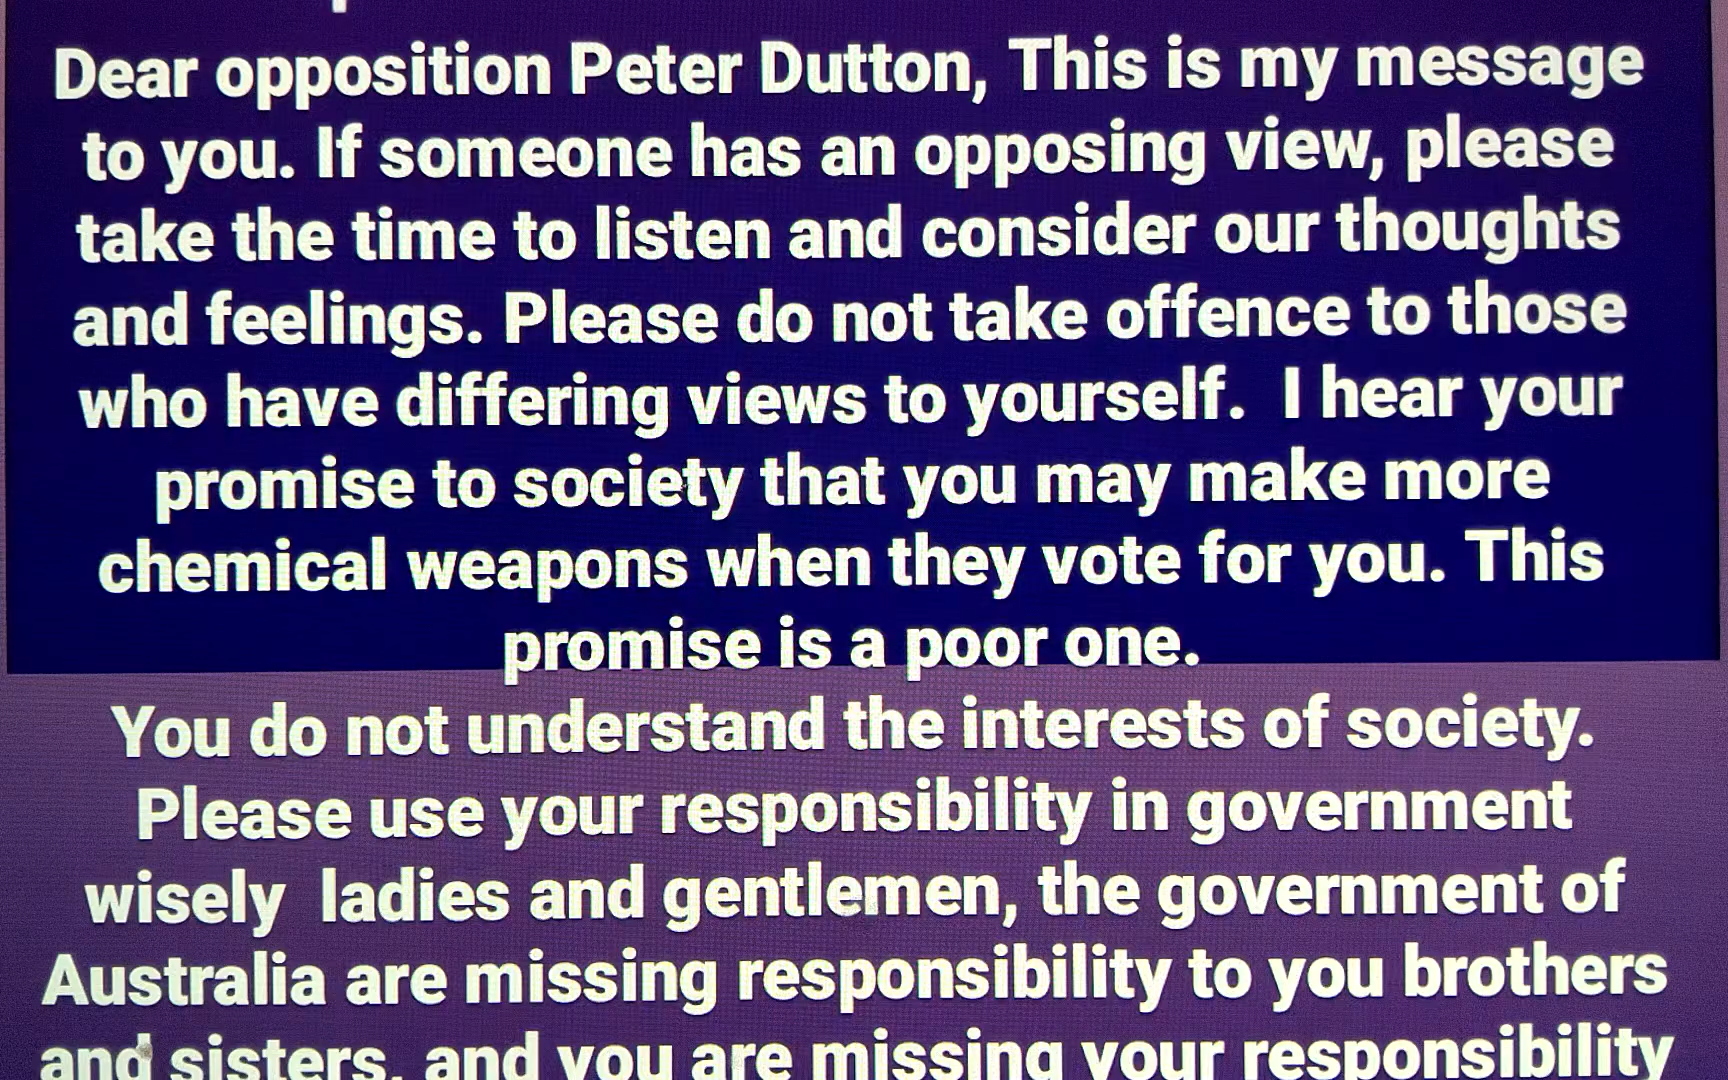 Dear opposition Peter Dutton, This is my message
to you. If someone has an opposing view, please
take the time to listen and consider our thoughts
and feelings. Please do not take offence to those
who have differing views to yourself.  I hear your
promise to society that you may make more
chemical weapons when they vote for you. This
promise is a poor one.
You do not understand the interests of society.
Please use your responsibility in government
wisely  ladies and gentlemen, the government of
Australia are missing responsibility to you brothers
and sisters, and you are missing your responsibility